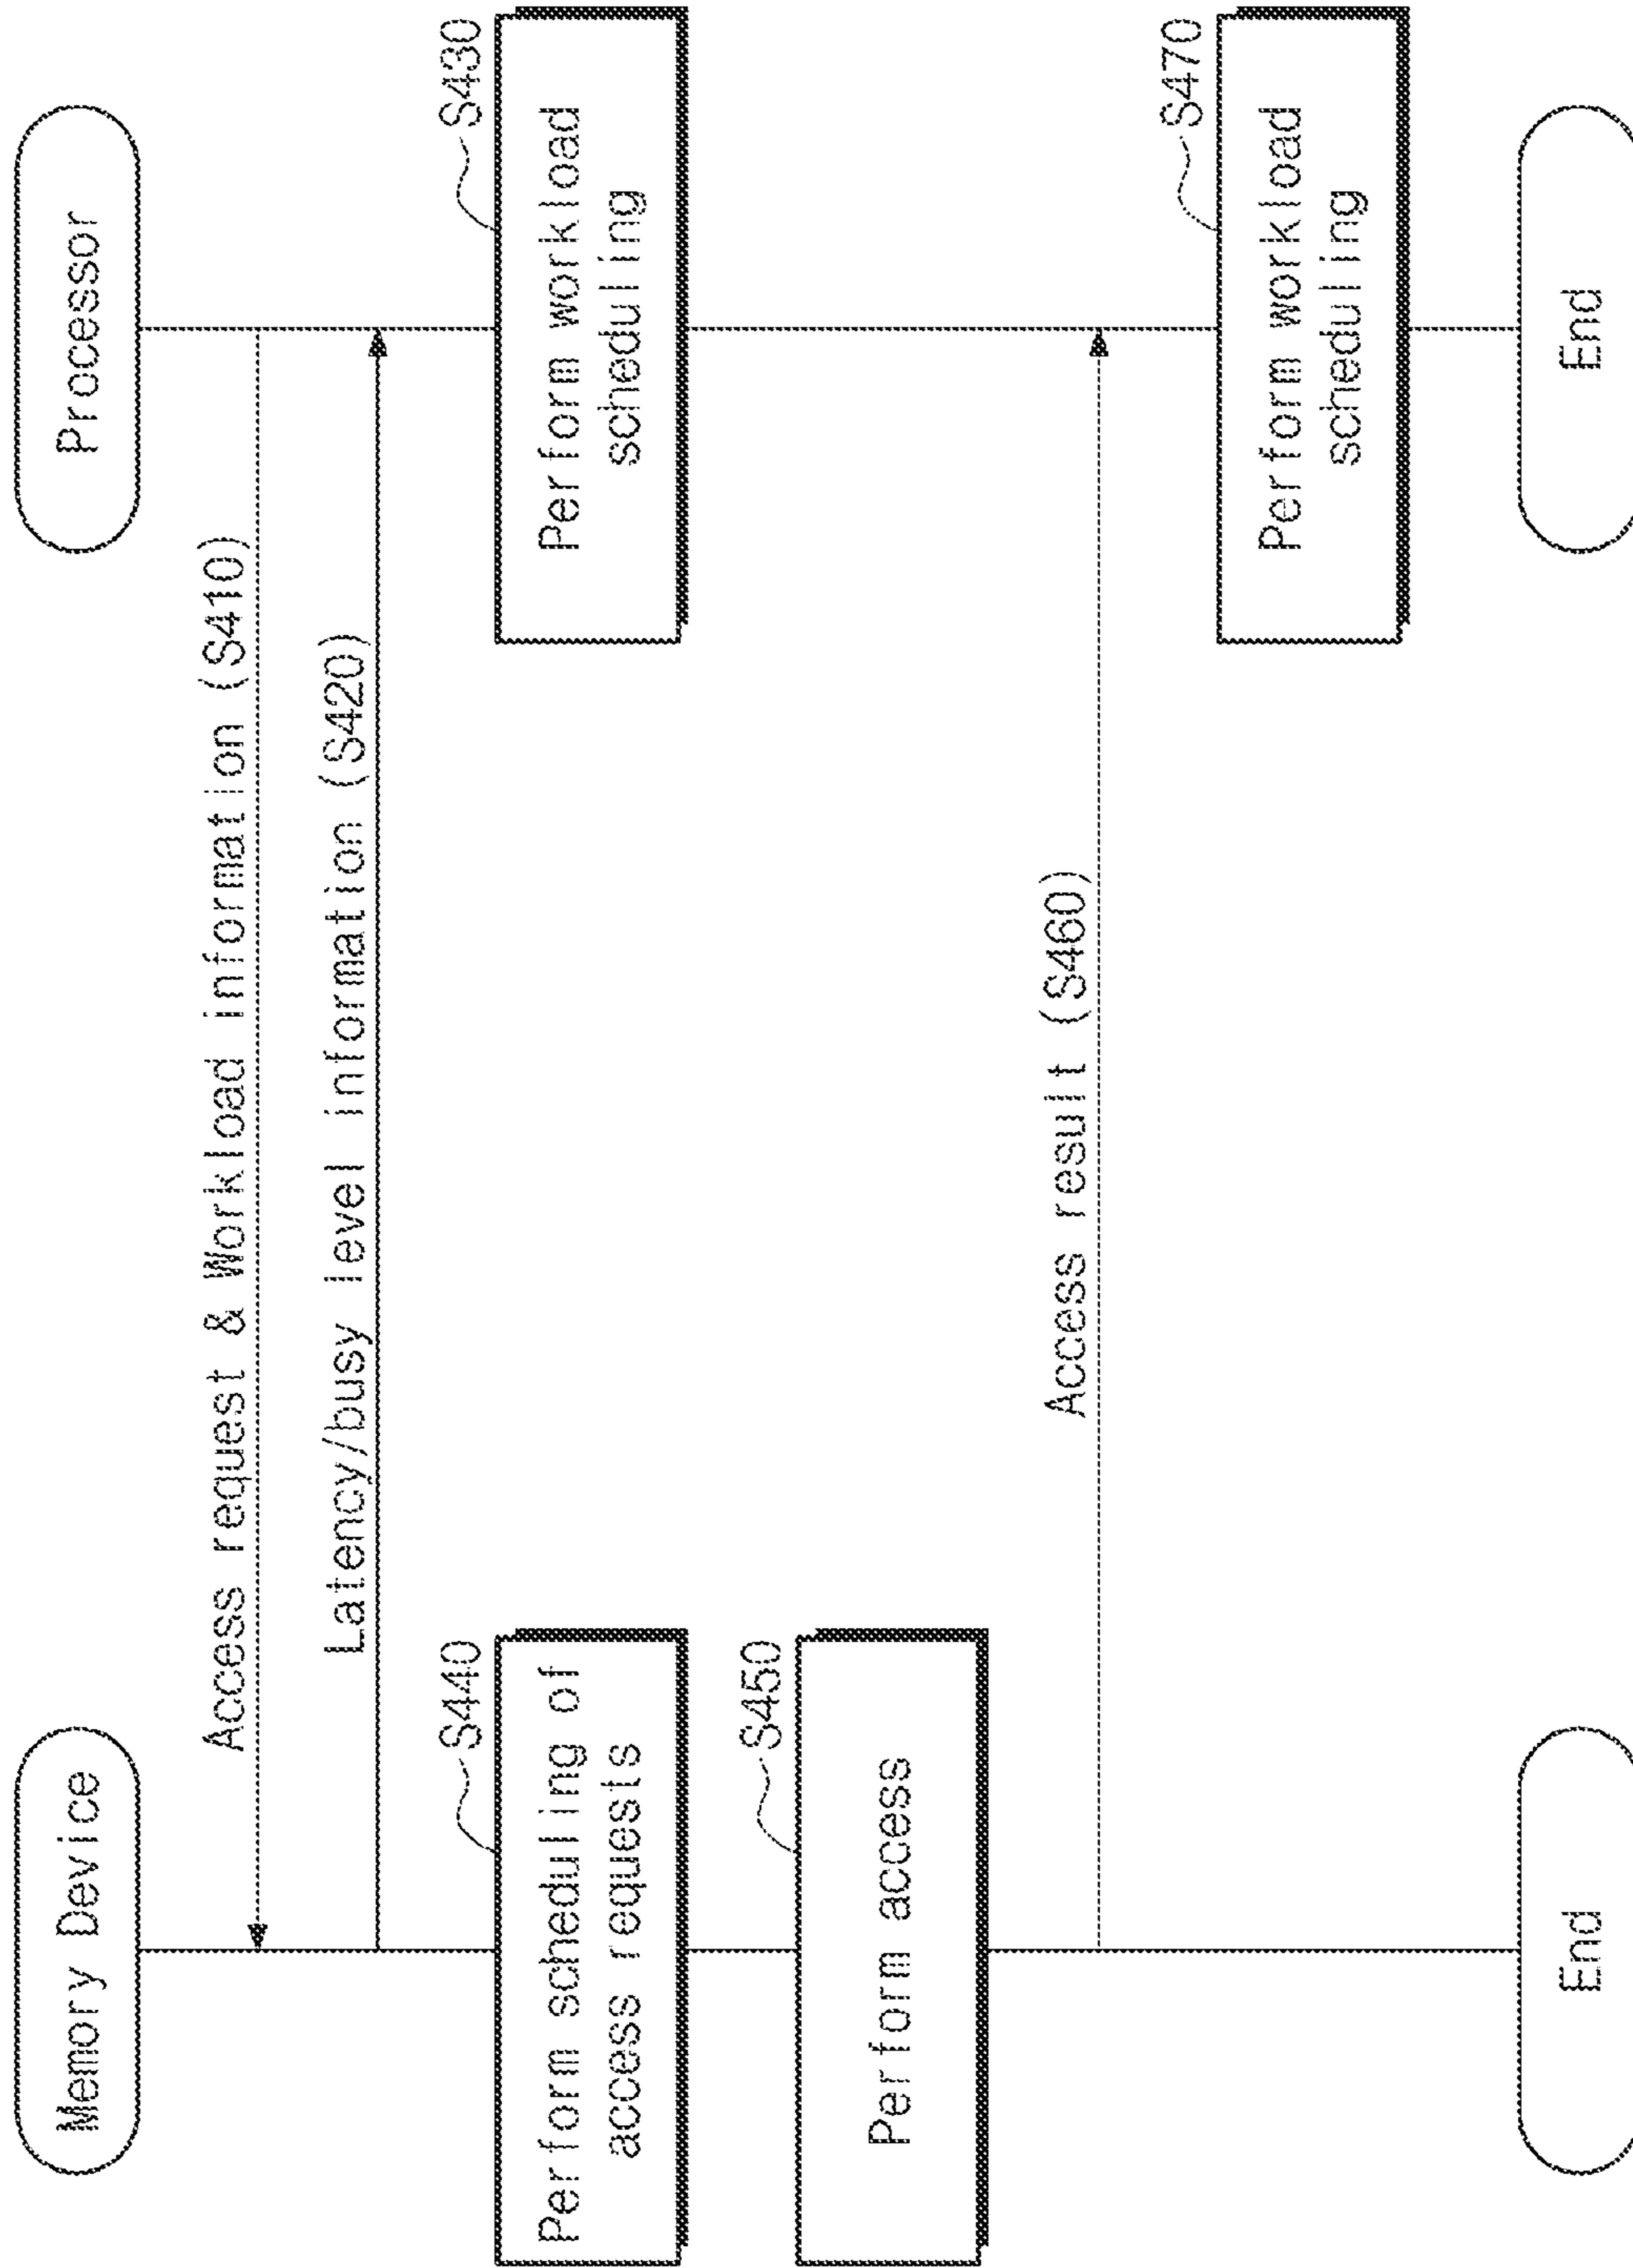 Memory Device
Processor
Access request & Workload information (S410)
Latency/busy level information (S420)
S440
Perform scheduling of
access requests
S430
Perform workload
scheduling
S450
Perform access
Access result (S460)
S470
Perform workload
scheduling
End
End